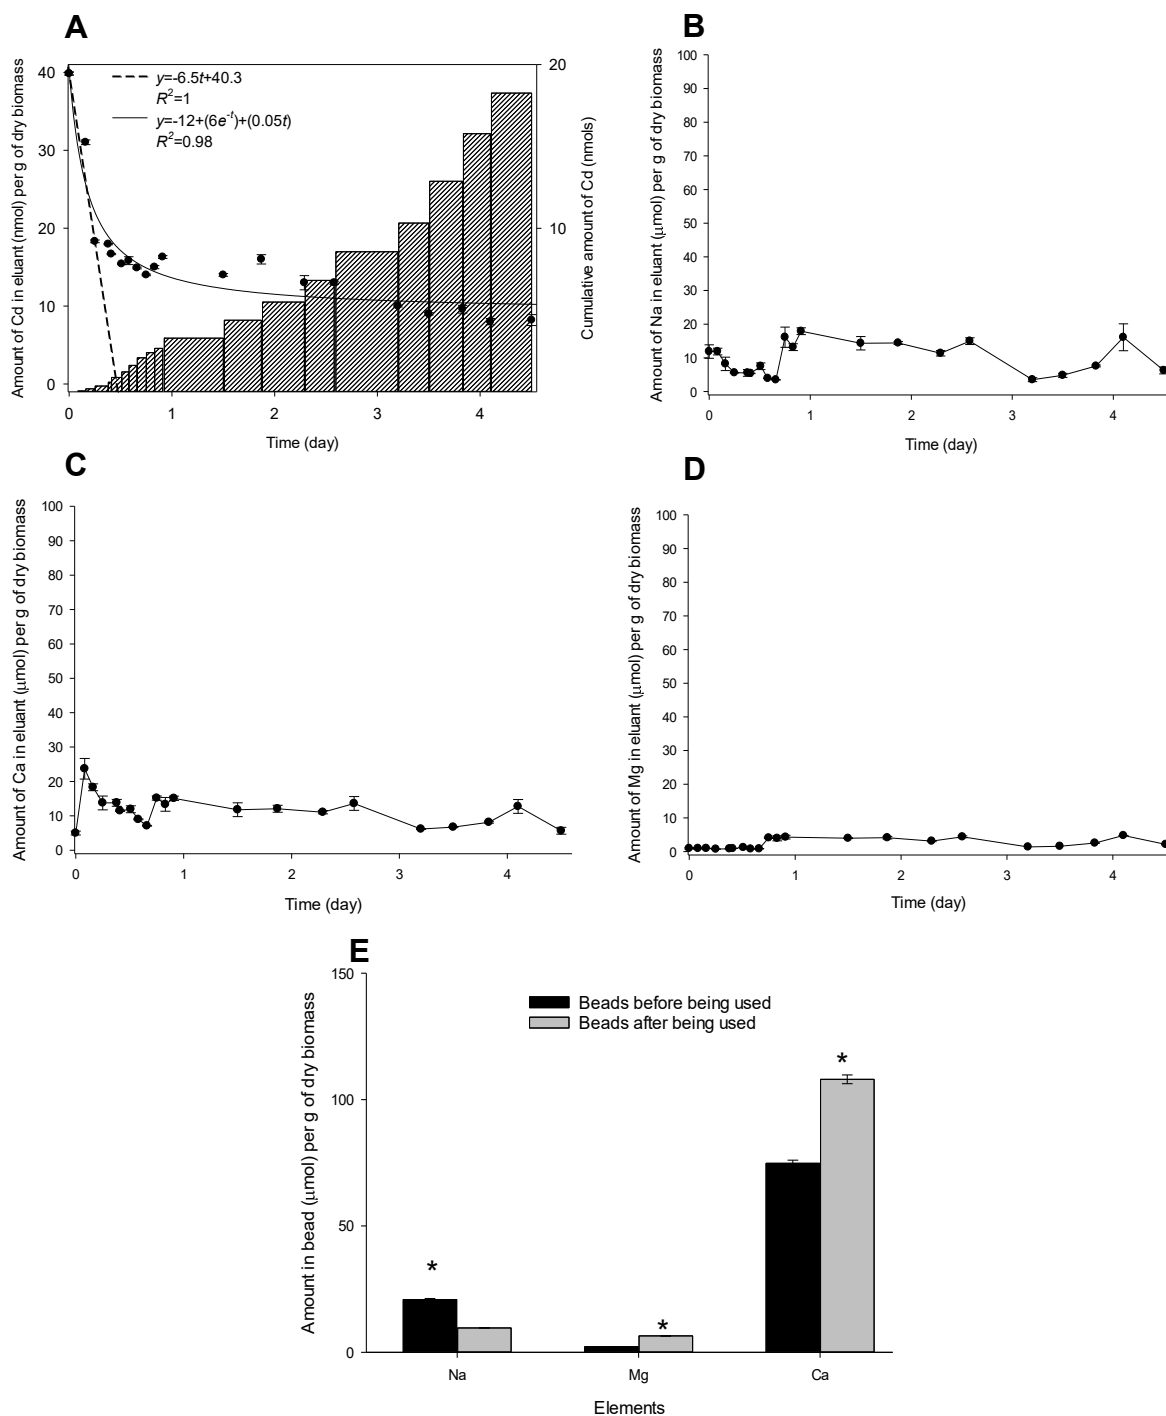 A
Amount of Cd in eluant (nmol) per g of dry biomass
40
30
20
10
0
y=-6.5t+40.3
R²=1
y=-12+(6e⁻ᵗ)+(0.05t)
R²=0.98
20
10
Cumulative amount of Cd (nmols)
0 1 2 3 4
Time (day)
B
Amount of Na in eluant (μmol) per g of dry biomass
100
90
80
70
60
50
40
30
20
10
0
0 1 2 3 4
Time (day)
C
Amount of Ca in eluant (μmol) per g of dry biomass
100
90
80
70
60
50
40
30
20
10
0
0 1 2 3 4
Time (day)
D
Amount of Mg in eluant (μmol) per g of dry biomass
100
90
80
70
60
50
40
30
20
10
0
0 1 2 3 4
Time (day)
E
Amount in bead (μmol) per g of dry biomass
150
100
50
0
Beads before being used
Beads after being used
*
*
*
Na Mg Ca
Elements